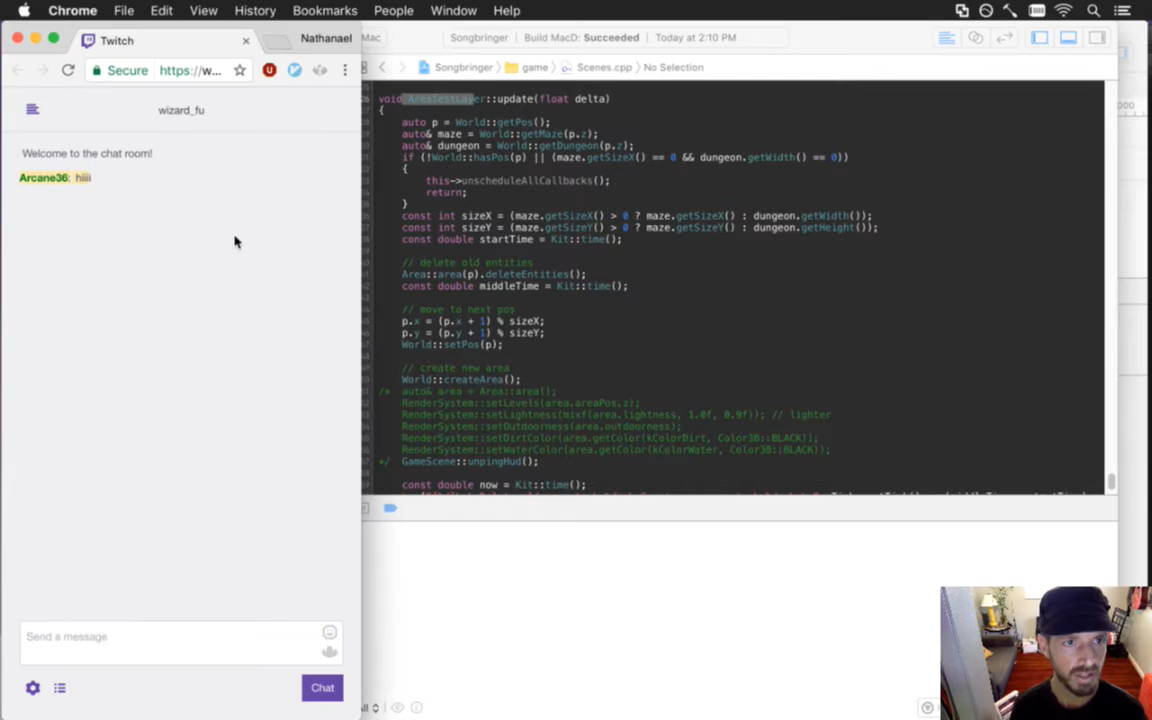 Chrome File Edit View History Bookmarks People Window Help
Twitch
Nathanael
Secure https://w...
wizard_fu
Welcome to the chat room!
Arcane36: hiiii
Send a message
Chat
Mac
Songbringer Build MacD: Succeeded Today at 2:10 PM
Songbringer game Scenes.cpp No Selection
void AreaTestLayer::update(float delta)
{
auto p = World::getPos();
auto& maze = World::getMaze(p.z);
auto& dungeon = World::getDungeon(p.z);
if (!World::hasPos(p) || (maze.getSizeX() == 0 && dungeon.getWidth() == 0))
{
this->unscheduleAllCallbacks();
return;
}
const int sizeX = (maze.getSizeX() > 0 ? maze.getSizeX() : dungeon.getWidth());
const int sizeY = (maze.getSizeY() > 0 ? maze.getSizeY() : dungeon.getHeight());
const double startTime = Kit::time();
// delete old entities
Area::area(p).deleteEntities();
const double middleTime = Kit::time();
// move to next pos
p.x = (p.x + 1) % sizeX;
p.y = (p.y + 1) % sizeY;
World::setPos(p);
// create new area
World::createArea();
/* auto& area = Area::area();
RenderSystem::setLevels(area.areaPos.z);
RenderSystem::setLightness(mixf(area.lightness, 1.0f, 0.9f)); // lighter
RenderSystem::setOutdoorness(area.outdoorness);
RenderSystem::setDirtColor(area.getColor(kColorDirt, Color3B::BLACK));
RenderSystem::setWaterColor(area.getColor(kColorWater, Color3B::BLACK));
*/ GameScene::unpingHud();
const double now = Kit::time();